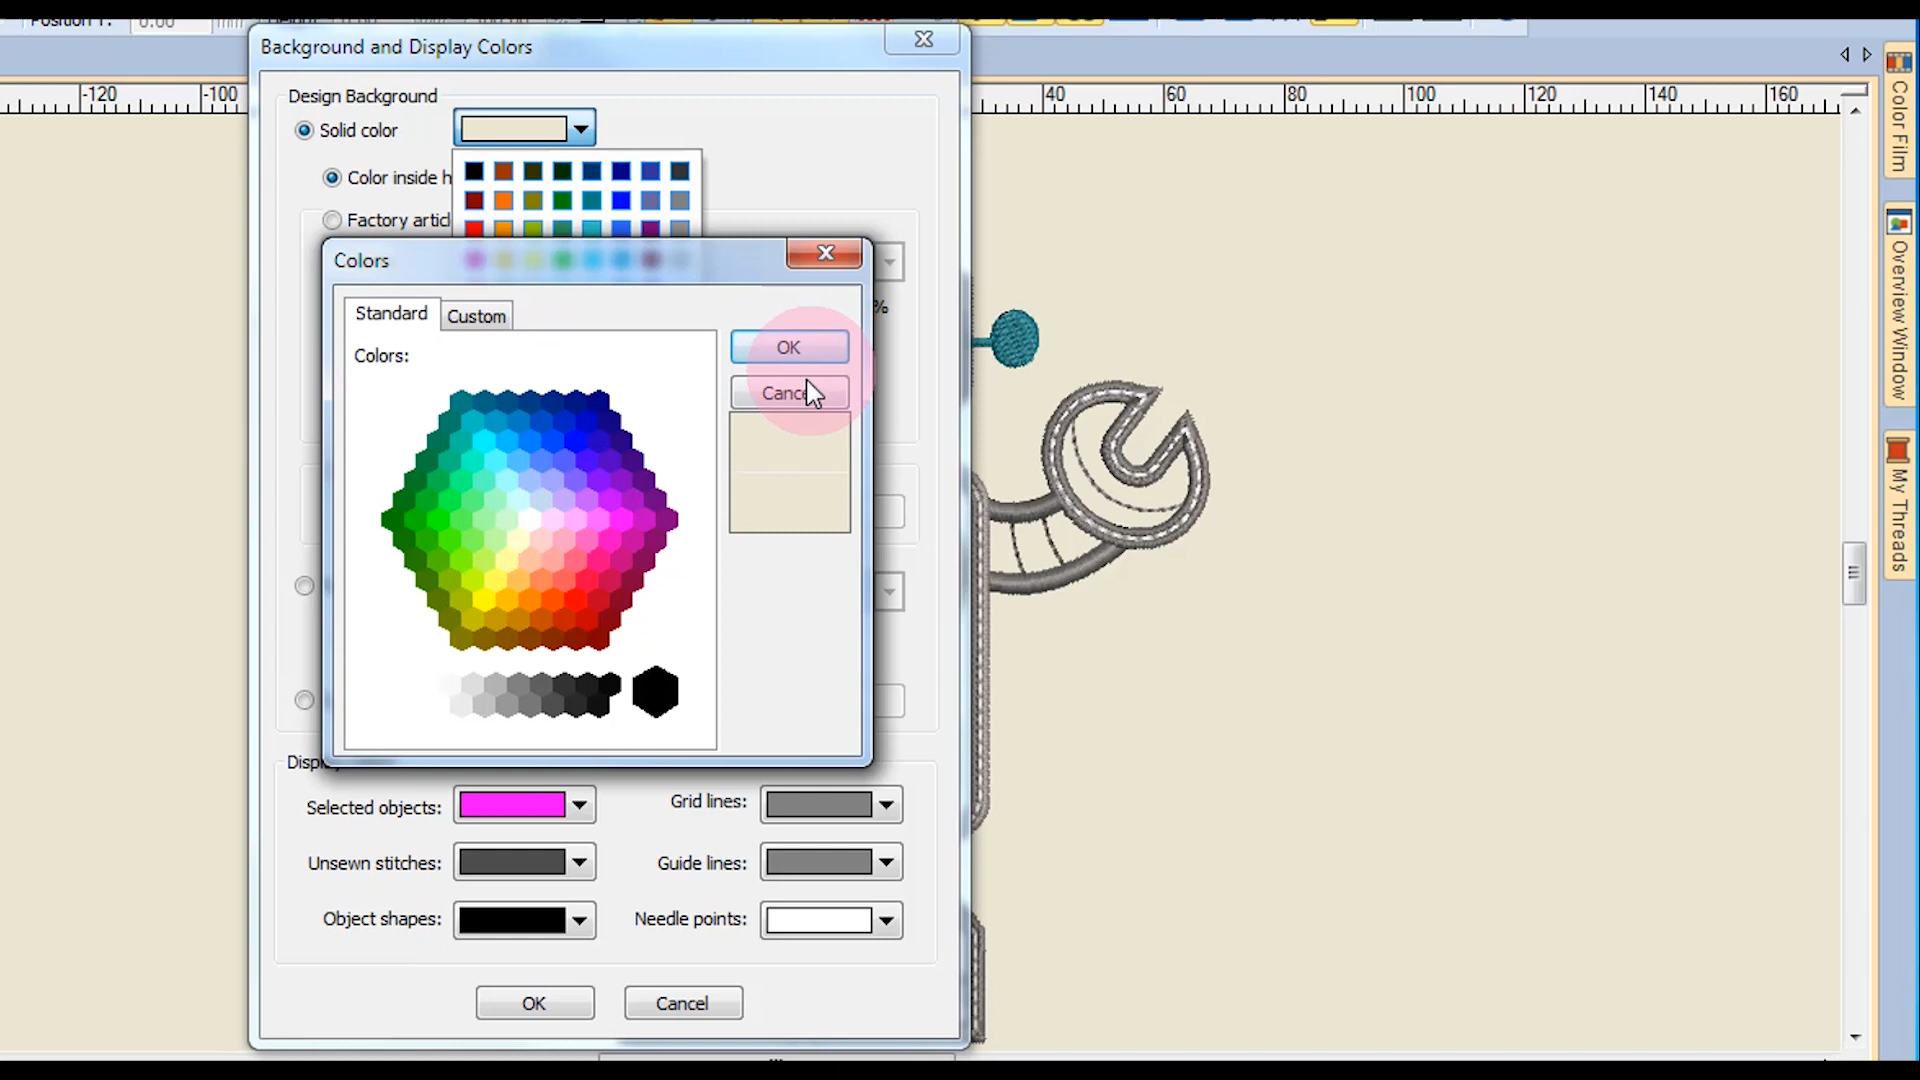 Background and Display Colors
-120
-100
40
60
80
100
120
140
160
Design Background
Solid color
Color inside h
Factory artic
Colors
%
Standard
Custom
OK
Colors:
Cance
Selected objects:
Grid lines:
Unsewn stitches:
Guide lines:
Object shapes:
Needle points:
OK
Cancel
Color Film
Overview Window
My Threads